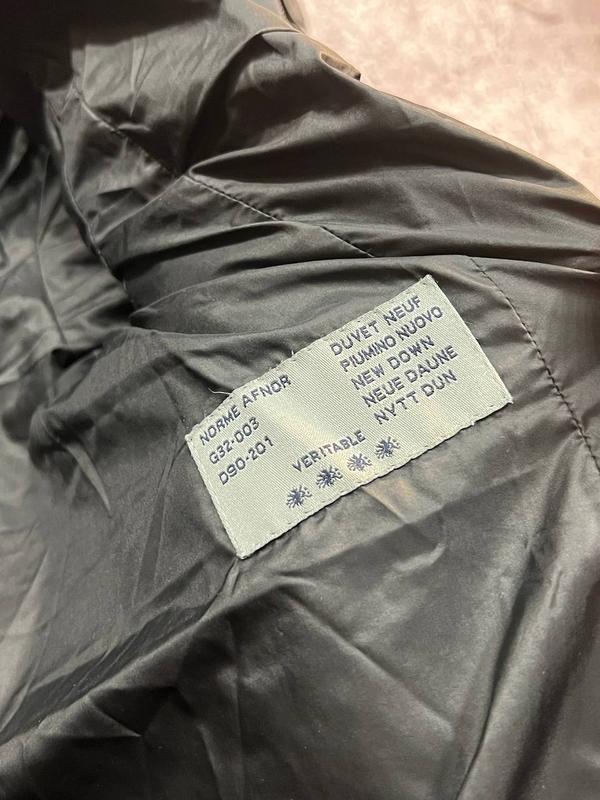 NORME AFNOR
G32-003
D90-201
DUVET NEUF
PIUMINO NUOVO
NEW DOWN
NEUE DAUNE
NYTT DUN
VERITABLE